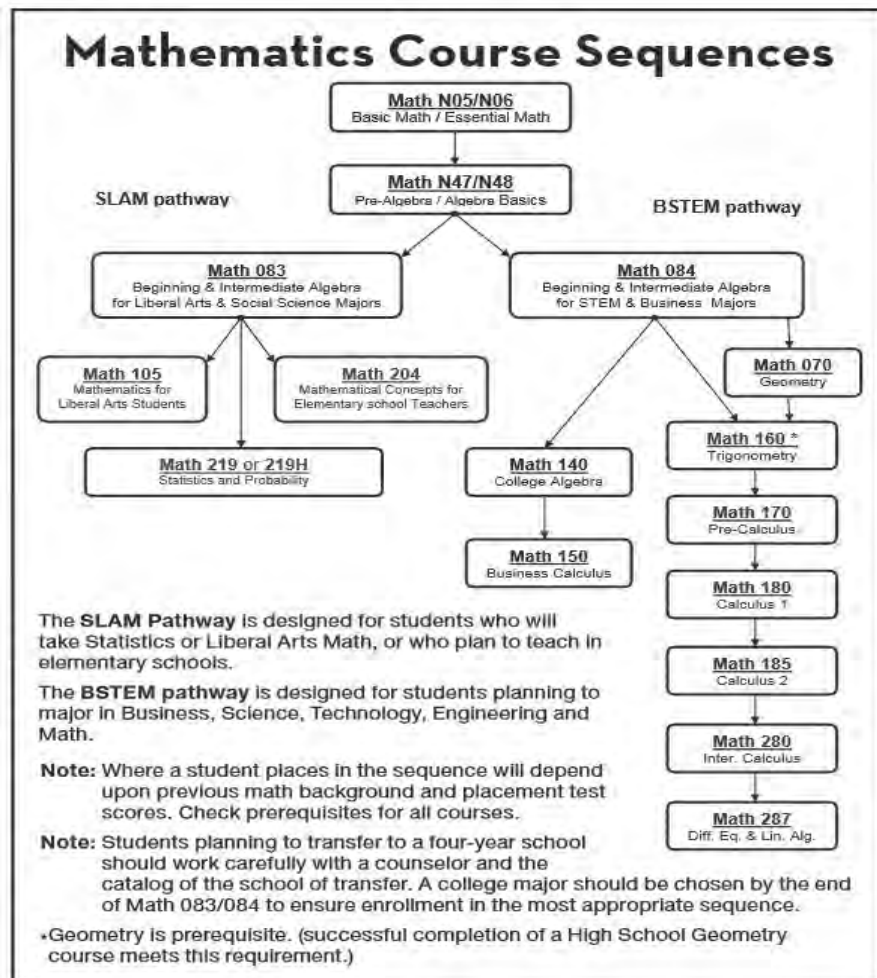 Mathematics Course Sequences
Math N05/N06
Basic Math / Essential Math
Math N47/N48
Pre-Algebra / Algebra Basics
SLAM pathway
BSTEM pathway
Math 083
Beginning & Intermediate Algebra
for Liberal Arts & Social Science Majors
Math 084
Beginning & Intermediate Algebra
for STEM & Business Majors
Math 105
Mathematics for
Liberal Arts Students
Math 204
Mathematical Concepts for
Elementary school Teachers
Math 070
Geometry
Math 219 or 219H
Statistics and Probability
Math 140
College Algebra
Math 160 *
Trigonometry
Math 150
Business Calculus
Math 170
Pre-Calculus
Math 180
Calculus 1
Math 185
Calculus 2
Math 280
Inter. Calculus
Math 287
Diff. Eq. & Lin. Alg.
The SLAM Pathway is designed for students who will
take Statistics or Liberal Arts Math, or who plan to teach in
elementary schools.
The BSTEM pathway is designed for students planning to
major in Business, Science, Technology, Engineering and
Math.
Note: Where a student places in the sequence will depend
upon previous math background and placement test
scores. Check prerequisites for all courses.
Note: Students planning to transfer to a four-year school
should work carefully with a counselor and the
catalog of the school of transfer. A college major should be chosen by the end
of Math 083/084 to ensure enrollment in the most appropriate sequence.
•Geometry is prerequisite. (successful completion of a High School Geometry
course meets this requirement.)